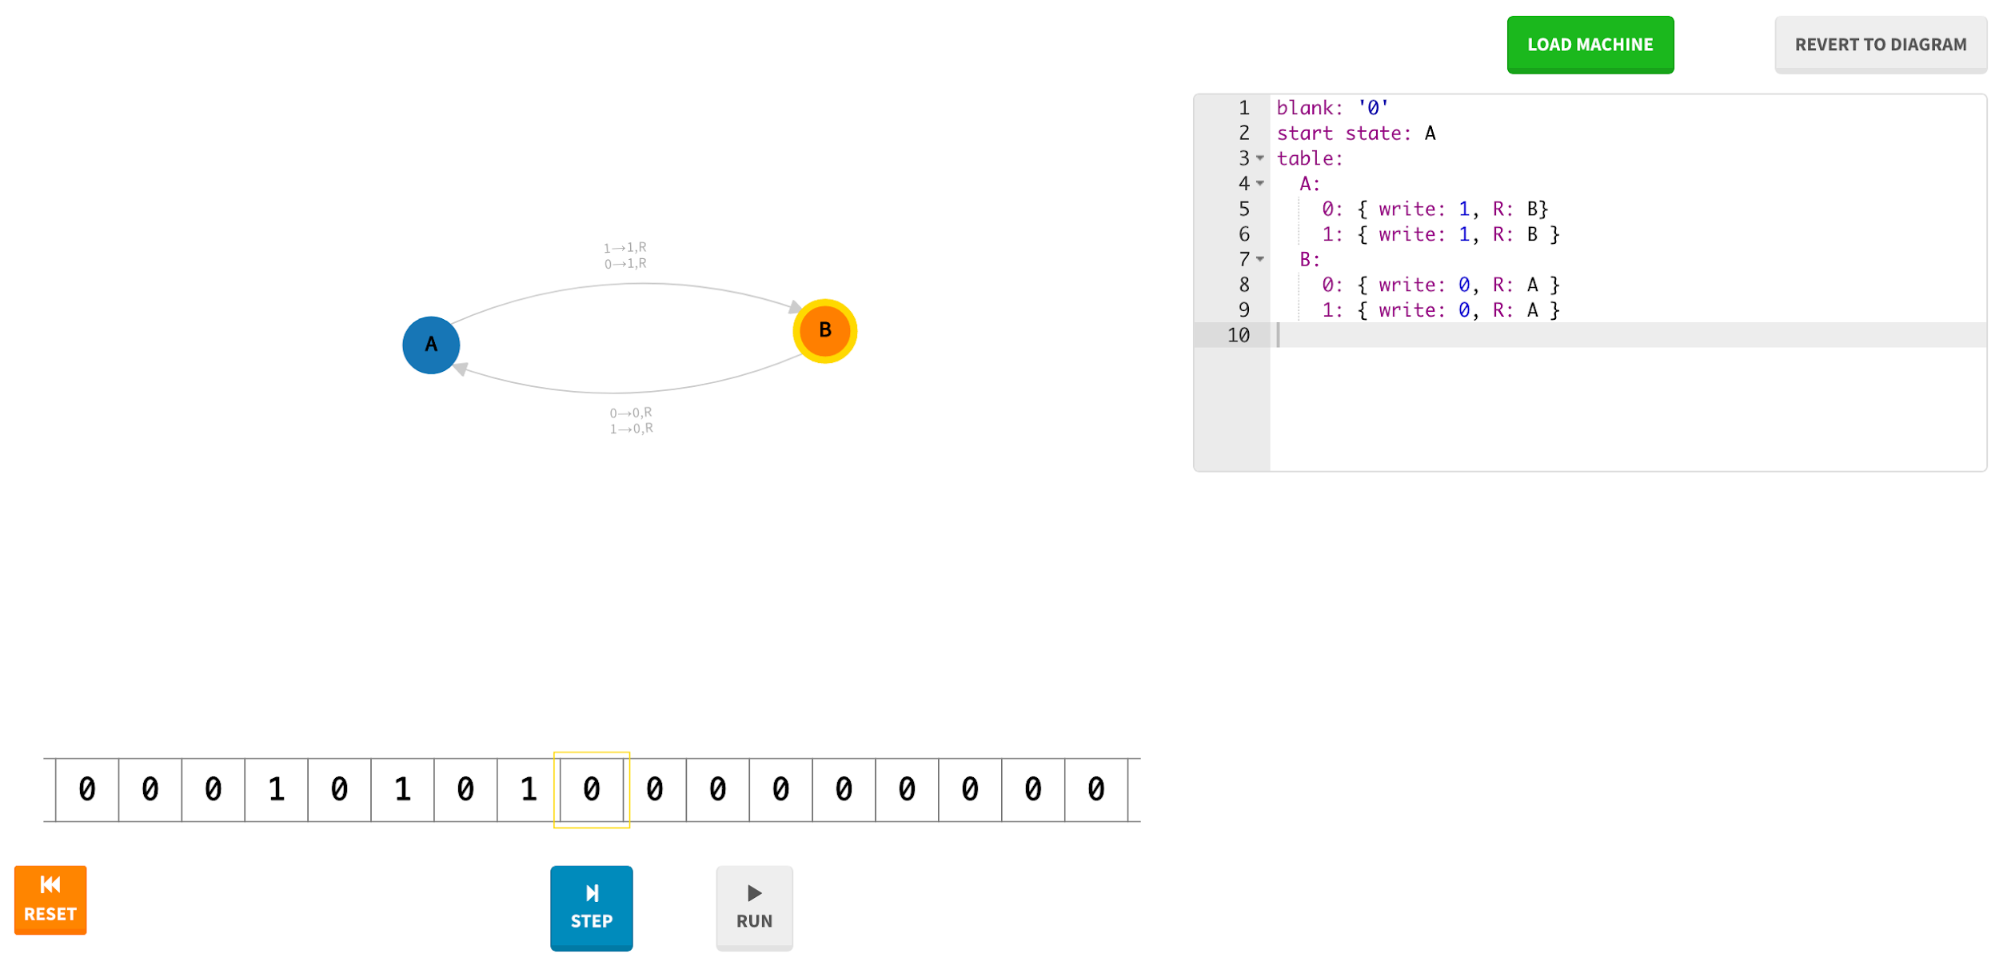 LOAD MACHINE
REVERT TO DIAGRAM
1 blank: '0'
2 start state: A
3 table:
4 A:
5 0: { write: 1, R: B}
6 1: { write: 1, R: B }
7 B:
8 0: { write: 0, R: A }
9 1: { write: 0, R: A }
10
1→1,R
0→1,R
A
B
0→0,R
1→0,R
0 0 0 1 0 1 0 1 0 0 0 0 0 0 0 0 0
RESET
STEP
RUN